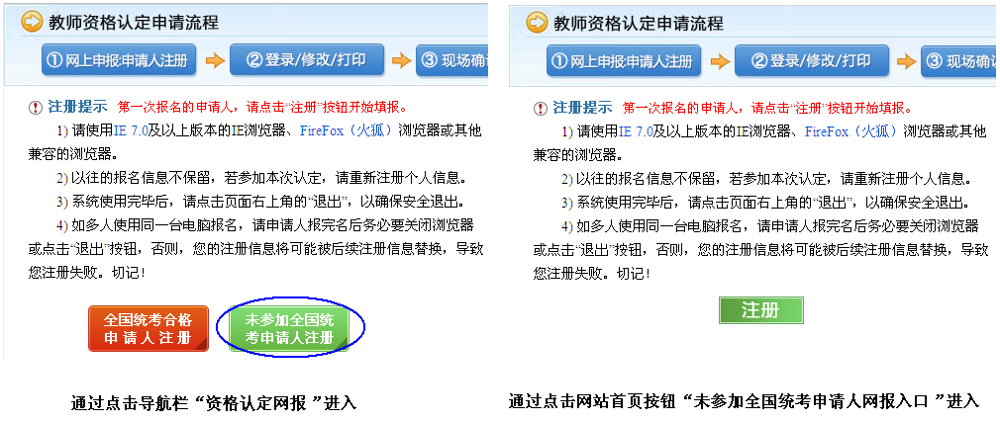 教师资格认定申请流程
①网上申报:申请人注册
②登录/修改/打印
③现场确
注册提示 第一次报名的申请人，请点击“注册”按钮开始填报。
1) 请使用IE 7.0及以上版本的IE浏览器、FireFox（火狐）浏览器或其他
兼容的浏览器。
2) 以往的报名信息不保留，若参加本次认定，请重新注册个人信息。
3) 系统使用完毕后，请点击页面右上角的“退出”，以确保安全退出。
4) 如多人使用同一台电脑报名，请申请人报完名后务必要关闭浏览器
或点击“退出”按钮，否则，您的注册信息将可能被后续注册信息替换，导致
您注册失败。切记！
全国统考合格
申请人注册
未参加全国统
考申请人注册
通过点击导航栏“资格认定网报”进入
教师资格认定申请流程
①网上申报:申请人注册
②登录/修改/打印
③现场确
注册提示 第一次报名的申请人，请点击“注册”按钮开始填报。
1) 请使用IE 7.0及以上版本的IE浏览器、FireFox（火狐）浏览器或其他
兼容的浏览器。
2) 以往的报名信息不保留，若参加本次认定，请重新注册个人信息。
3) 系统使用完毕后，请点击页面右上角的“退出”，以确保安全退出。
4) 如多人使用同一台电脑报名，请申请人报完名后务必要关闭浏览器
或点击“退出”按钮，否则，您的注册信息将可能被后续注册信息替换，导致
您注册失败。切记！
注册
通过点击网站首页按钮“未参加全国统考申请人网报入口”进入